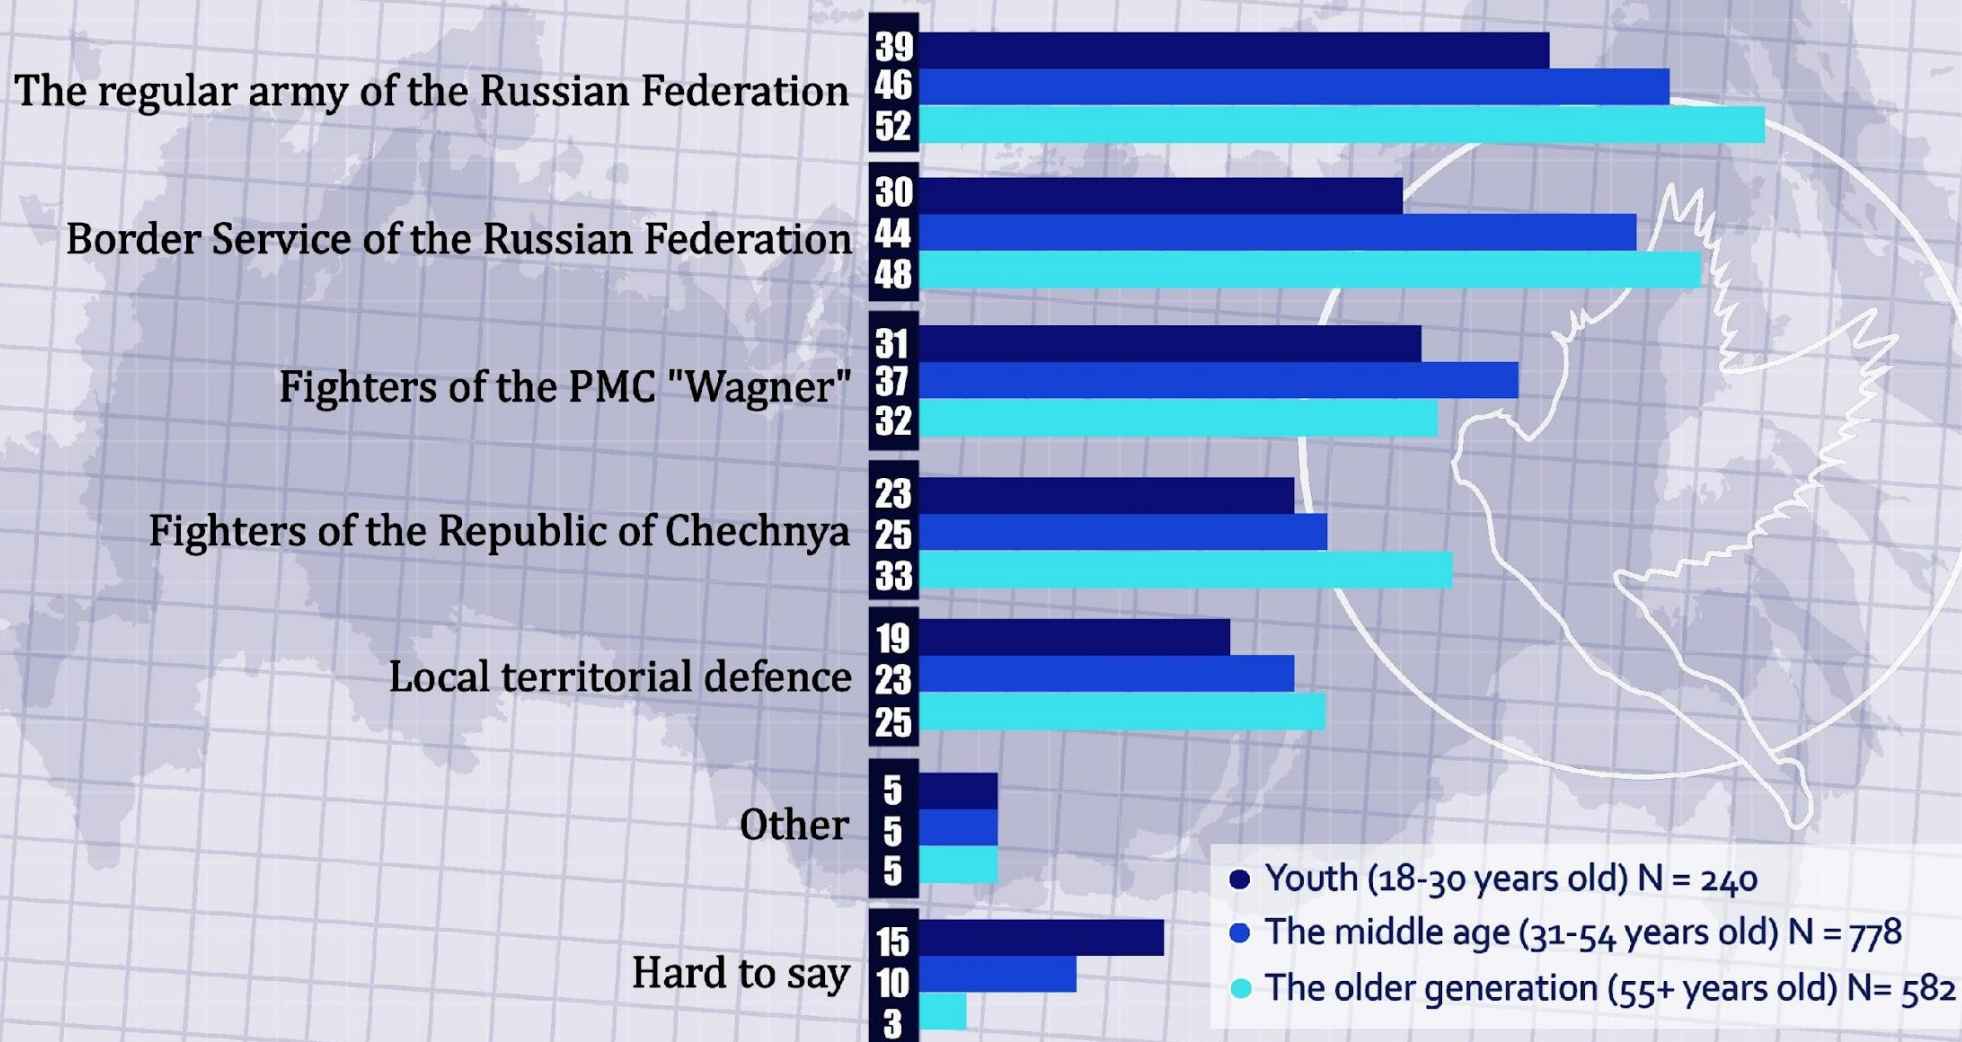 The regular army of the Russian Federation
39
46
52
Border Service of the Russian Federation
30
44
48
Fighters of the PMC "Wagner"
31
37
32
Fighters of the Republic of Chechnya
23
25
33
Local territorial defence
19
23
25
Other
5
5
5
Hard to say
15
10
3
Youth (18-30 years old) N = 240
The middle age (31-54 years old) N = 778
The older generation (55+ years old) N= 582